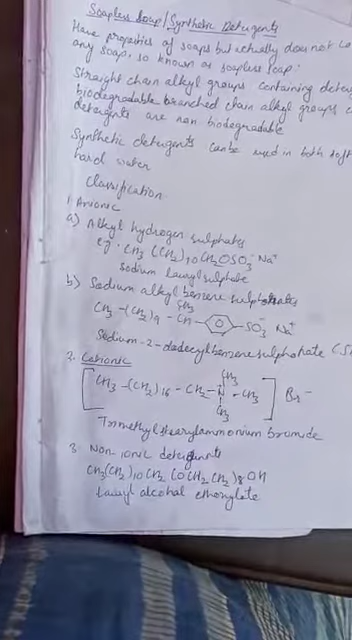 Soapless Soap/Synthetic Detergents
Have properties of soaps but actually does not
any soap, so known as soapless soap.
Straight chain alkyl groups containing
biodegradable branched chain alkyl groups
detergents are non biodegradable
Synthetic detergents can be used in both soft
hard water
Classification
1. Anionic
a) Alkyl hydrogen sulphates
eg. CH3 (CH2)10 CH2OSO3⁻ Na⁺
Sodium lauryl sulphate
b) Sodium alkyl benzene sulphonates
CH3
CH3 -(CH2)9 - CH - SO3⁻ Na⁺
Sodium-2-dodecylbenzene sulphonate
2. Cationic
CH3
[CH3 -(CH2)16 - CH2 - N - CH3] Br⁻
CH3
Trimethylstearylammonium bromide
3. Non-ionic detergents
CH3(CH2)10 CH2 (OCH2 CH2)8 OH
Lauryl alcohol ethoxylate